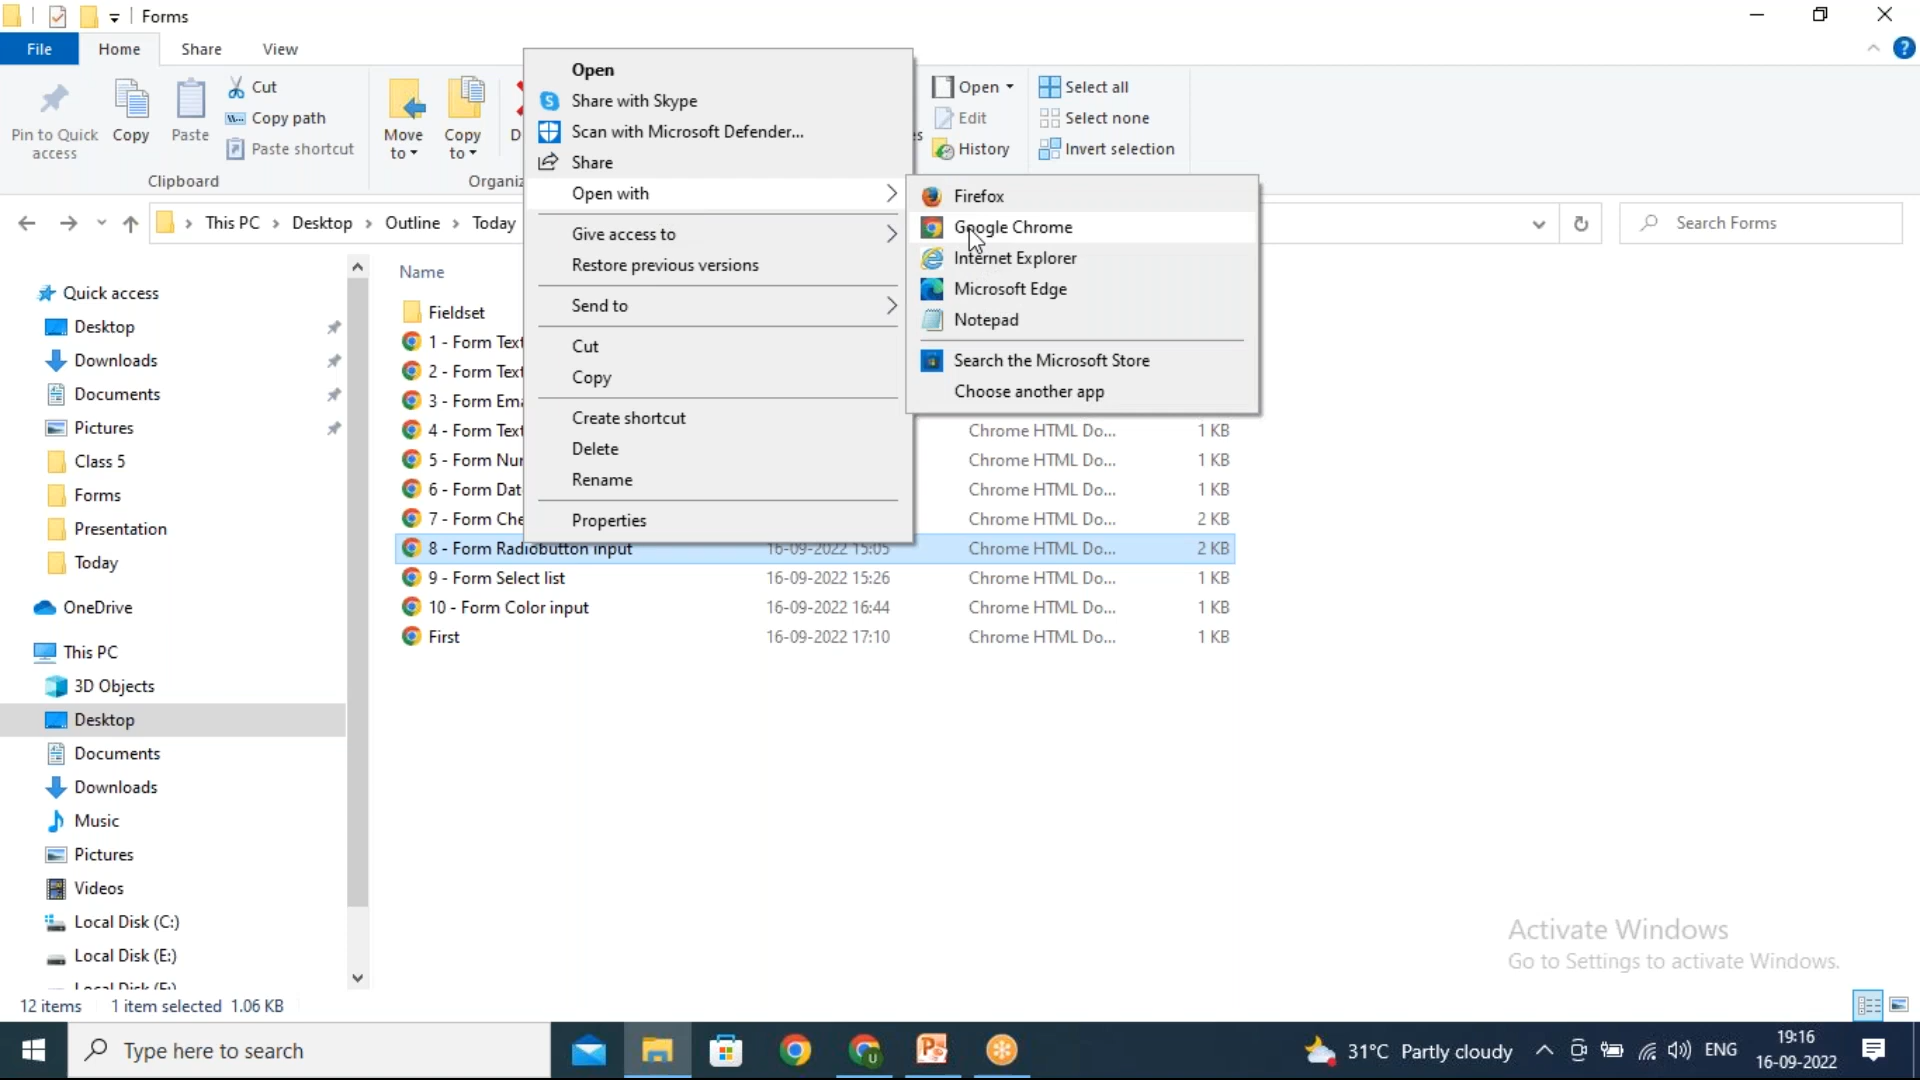 Forms
File Home Share View
Pin to Quick access
Copy
Paste
Cut
Copy path
Paste shortcut
Clipboard
Move to
Copy to
D
Organiz
Open
Edit
History
Select all
Select none
Invert selection
This PC Desktop Outline Today
Search Forms
Open
Share with Skype
Scan with Microsoft Defender...
Share
Open with
Give access to
Restore previous versions
Send to
Cut
Copy
Create shortcut
Delete
Rename
Properties
Firefox
Google Chrome
Internet Explorer
Microsoft Edge
Notepad
Search the Microsoft Store
Choose another app
Quick access
Desktop
Downloads
Documents
Pictures
Class 5
Forms
Presentation
Today
OneDrive
This PC
3D Objects
Desktop
Documents
Downloads
Music
Pictures
Videos
Local Disk (C:)
Local Disk (E:)
Name
Fieldset
1 - Form Text
2 - Form Text
3 - Form Ema
4 - Form Text Chrome HTML Do... 1 KB
5 - Form Nur Chrome HTML Do... 1 KB
6 - Form Dat Chrome HTML Do... 1 KB
7 - Form Che Chrome HTML Do... 2 KB
8 - Form Radiobutton input 16-09-2022 15:05 Chrome HTML Do... 2 KB
9 - Form Select list 16-09-2022 15:26 Chrome HTML Do... 1 KB
10 - Form Color input 16-09-2022 16:44 Chrome HTML Do... 1 KB
First 16-09-2022 17:10 Chrome HTML Do... 1 KB
Activate Windows
Go to Settings to activate Windows.
12 items 1 item selected 1.06 KB
Type here to search
31°C Partly cloudy
ENG
19:16
16-09-2022